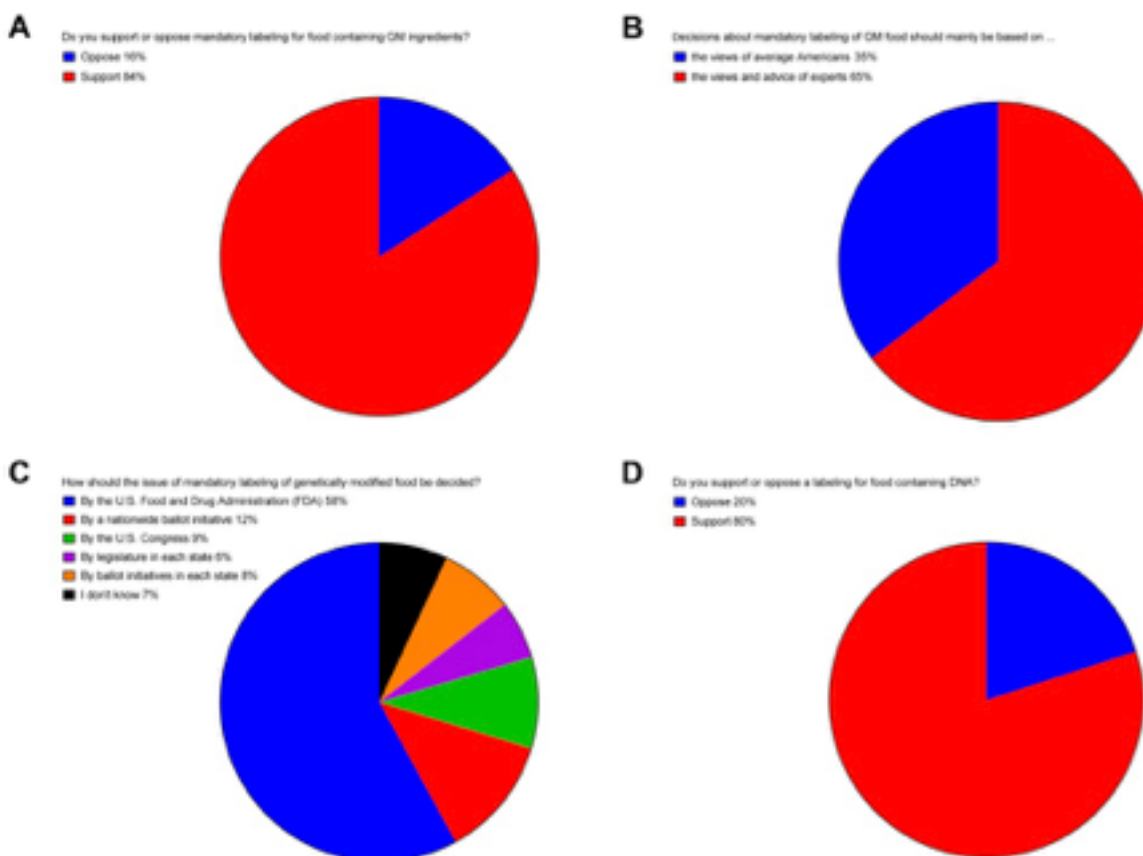 A
Do you support or oppose mandatory labeling for food containing GM ingredients?
Oppose 16%
Support 84%
B
Decisions about mandatory labeling of GM food should mainly be based on ...
the views of average Americans 35%
the views and advice of experts 65%
C
How should the issue of mandatory labeling of genetically modified food be decided?
By the U.S. Food and Drug Administration (FDA) 58%
By a nationwide ballot initiative 12%
By the U.S. Congress 9%
By legislature in each state 6%
By ballot initiatives in each state 8%
I don't know 7%
D
Do you support or oppose a labeling for food containing DNA?
Oppose 20%
Support 80%